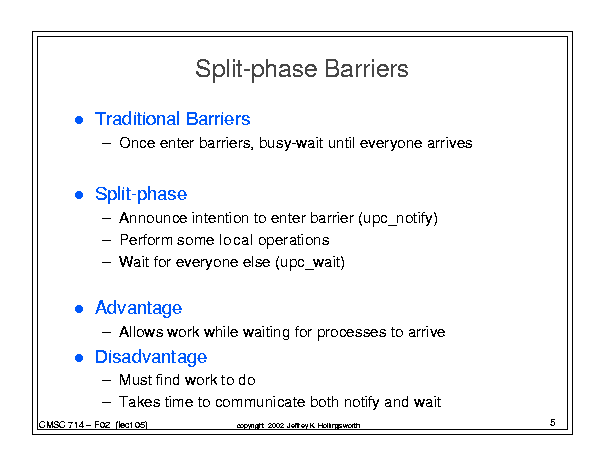 Split-phase Barriers
● Traditional Barriers
– Once enter barriers, busy-wait until everyone arrives
● Split-phase
– Announce intention to enter barrier (upc_notify)
– Perform some local operations
– Wait for everyone else (upc_wait)
● Advantage
– Allows work while waiting for processes to arrive
● Disadvantage
– Must find work to do
– Takes time to communicate both notify and wait
CMSC 714 – F02 (lect 05) copyright 2002 Jeffrey K. Hollingsworth 5